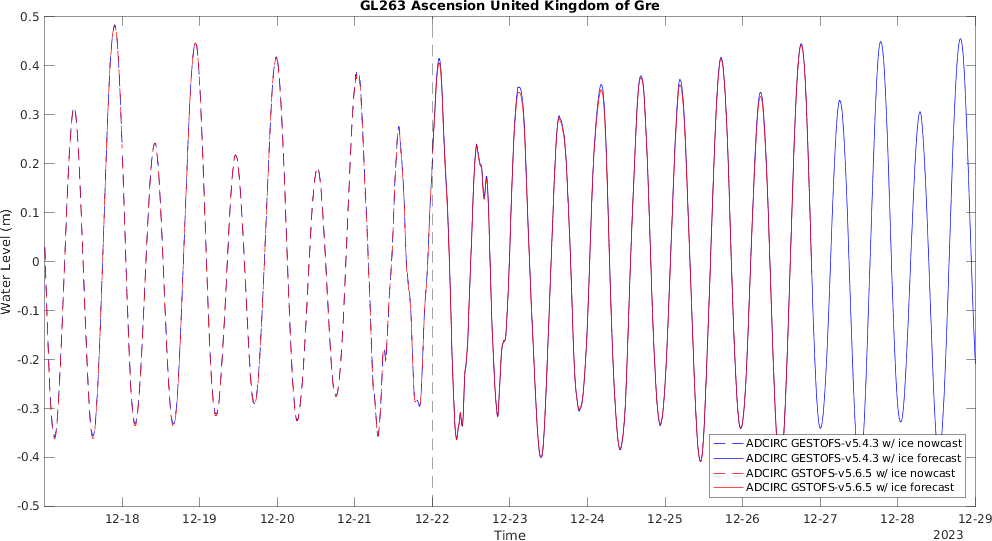 GL263 Ascension United Kingdom of Gre
Water Level (m)
0.5
0.4
0.3
0.2
0.1
0
-0.1
-0.2
-0.3
-0.4
-0.5
ADCIRC GESTOFS-v5.4.3 w/ ice nowcast
ADCIRC GESTOFS-v5.4.3 w/ ice forecast
ADCIRC GSTOFS-v5.6.5 w/ ice nowcast
ADCIRC GSTOFS-v5.6.5 w/ ice forecast
12-18 12-19 12-20 12-21 12-22 12-23 12-24 12-25 12-26 12-27 12-28 12-29
Time
2023